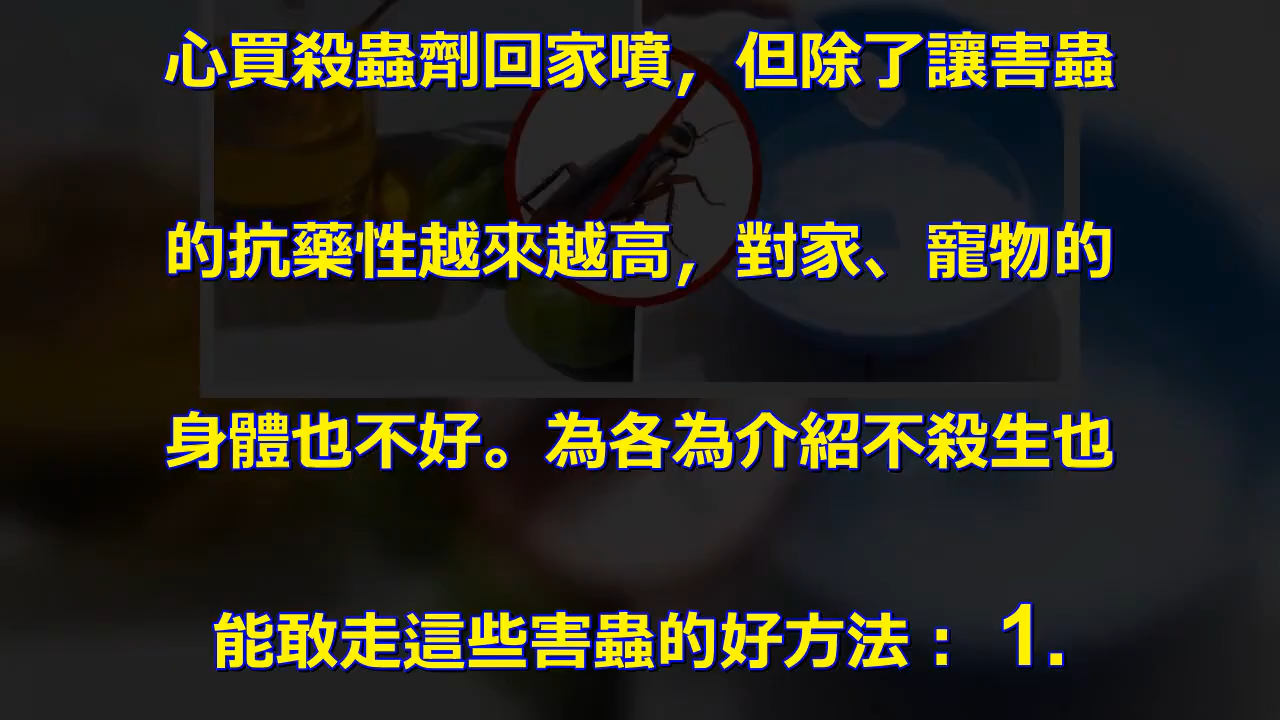 心買殺蟲劑回家噴，但除了讓害蟲
的抗藥性越來越高，對家、寵物的
身體也不好。為各為介紹不殺生也
能敢走這些害蟲的好方法： 1.